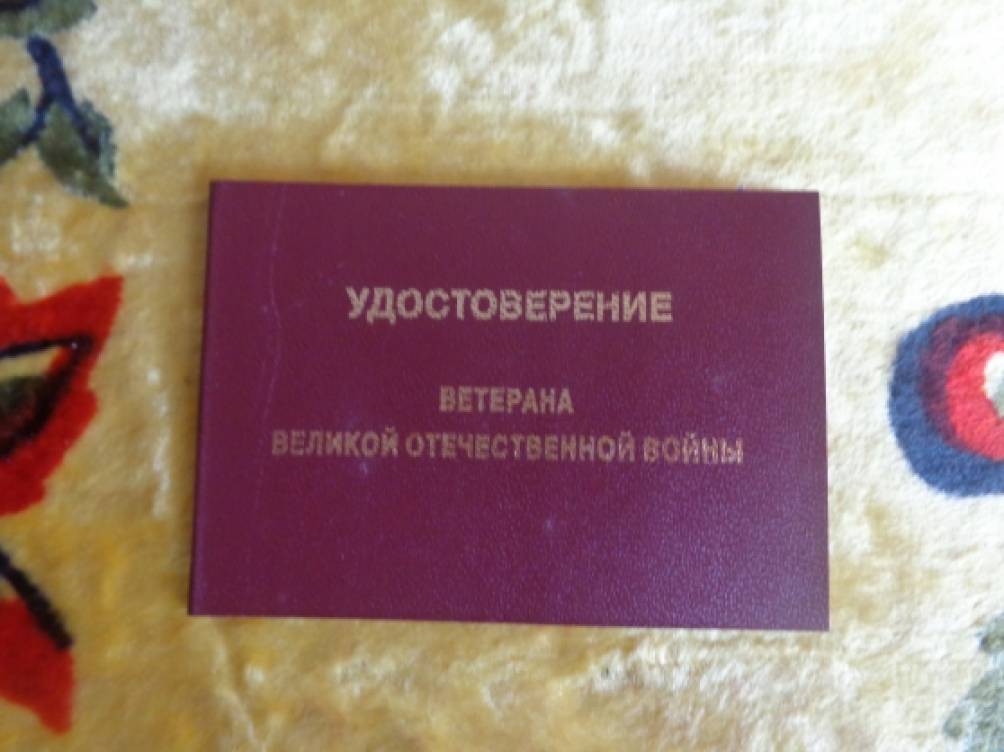 УДОСТОВЕРЕНИЕ
ВЕТЕРАНА
ВЕЛИКОЙ ОТЕЧЕСТВЕННОЙ ВОЙНЫ